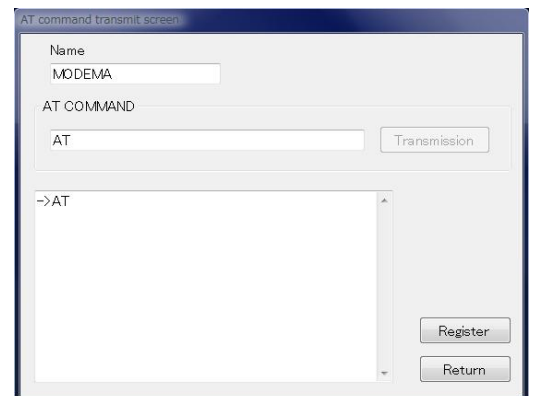 AT command transmit screen
Name
MODEMA
AT COMMAND
AT
Transmission
->AT
Register
Return